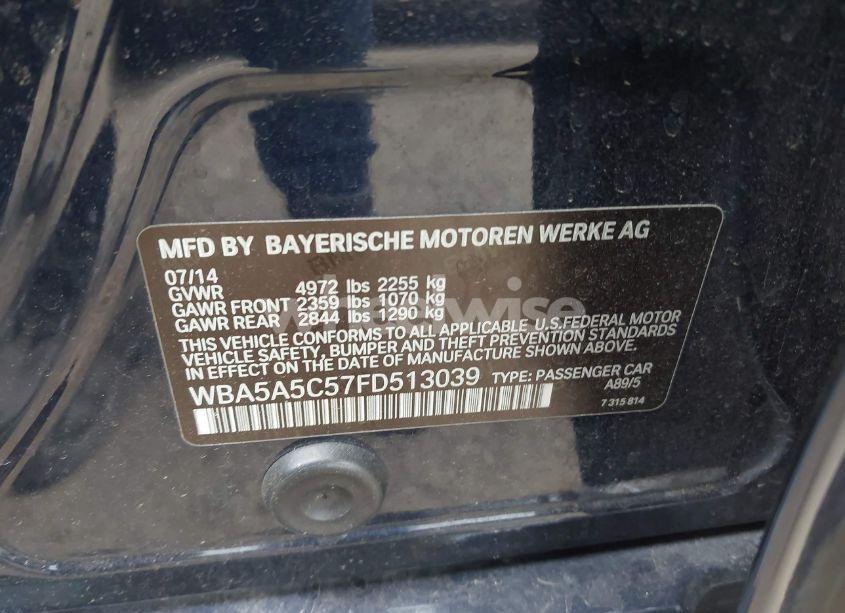 MFD BY BAYERISCHE MOTOREN WERKE AG
07/14
GVWR 4972 lbs 2255 kg
GAWR FRONT 2359 lbs 1070 kg
GAWR REAR 2844 lbs 1290 kg
THIS VEHICLE CONFORMS TO ALL APPLICABLE U.S.FEDERAL MOTOR
VEHICLE SAFETY, BUMPER AND THEFT PREVENTION STANDARDS
IN EFFECT ON THE DATE OF MANUFACTURE SHOWN ABOVE.
WBA5A5C57FD513039 TYPE: PASSENGER CAR
A89/5
7 315 814
wheelwise